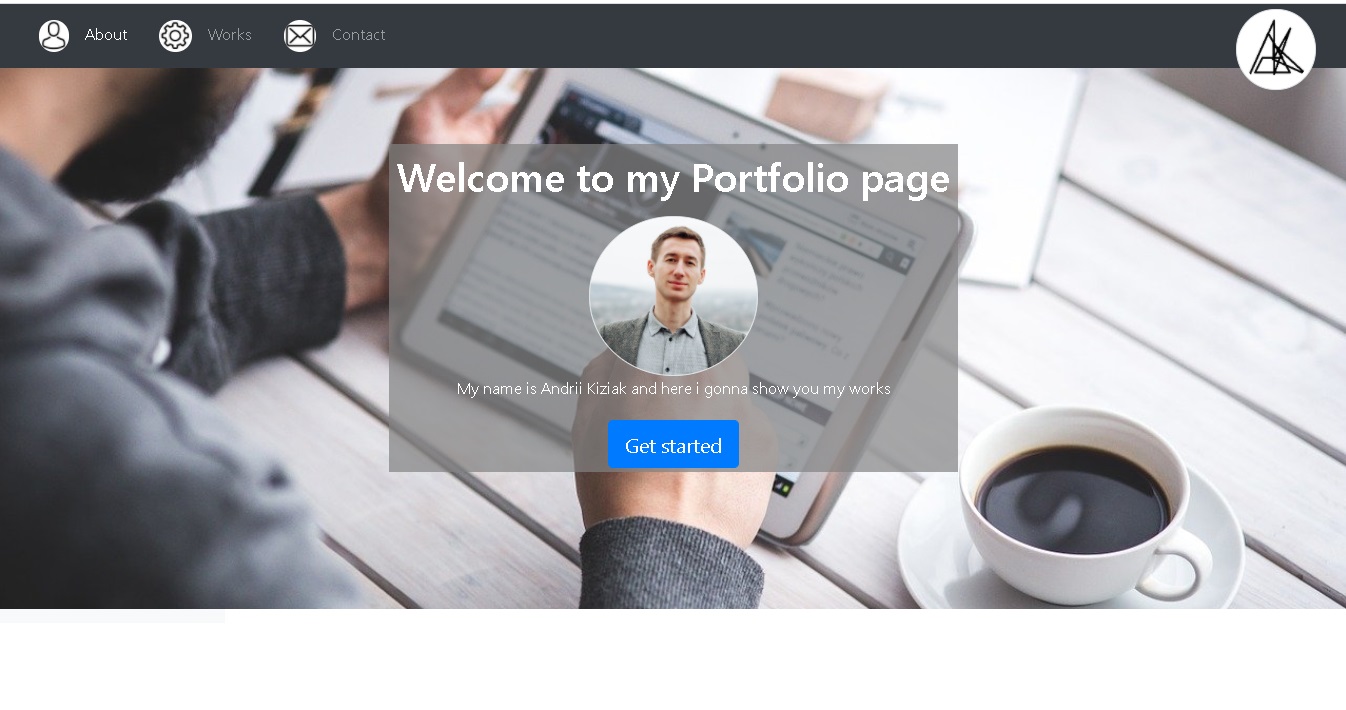 About
Works
Contact
Welcome to my Portfolio page
My name is Andrii Kiziak and here i gonna show you my works
Get started